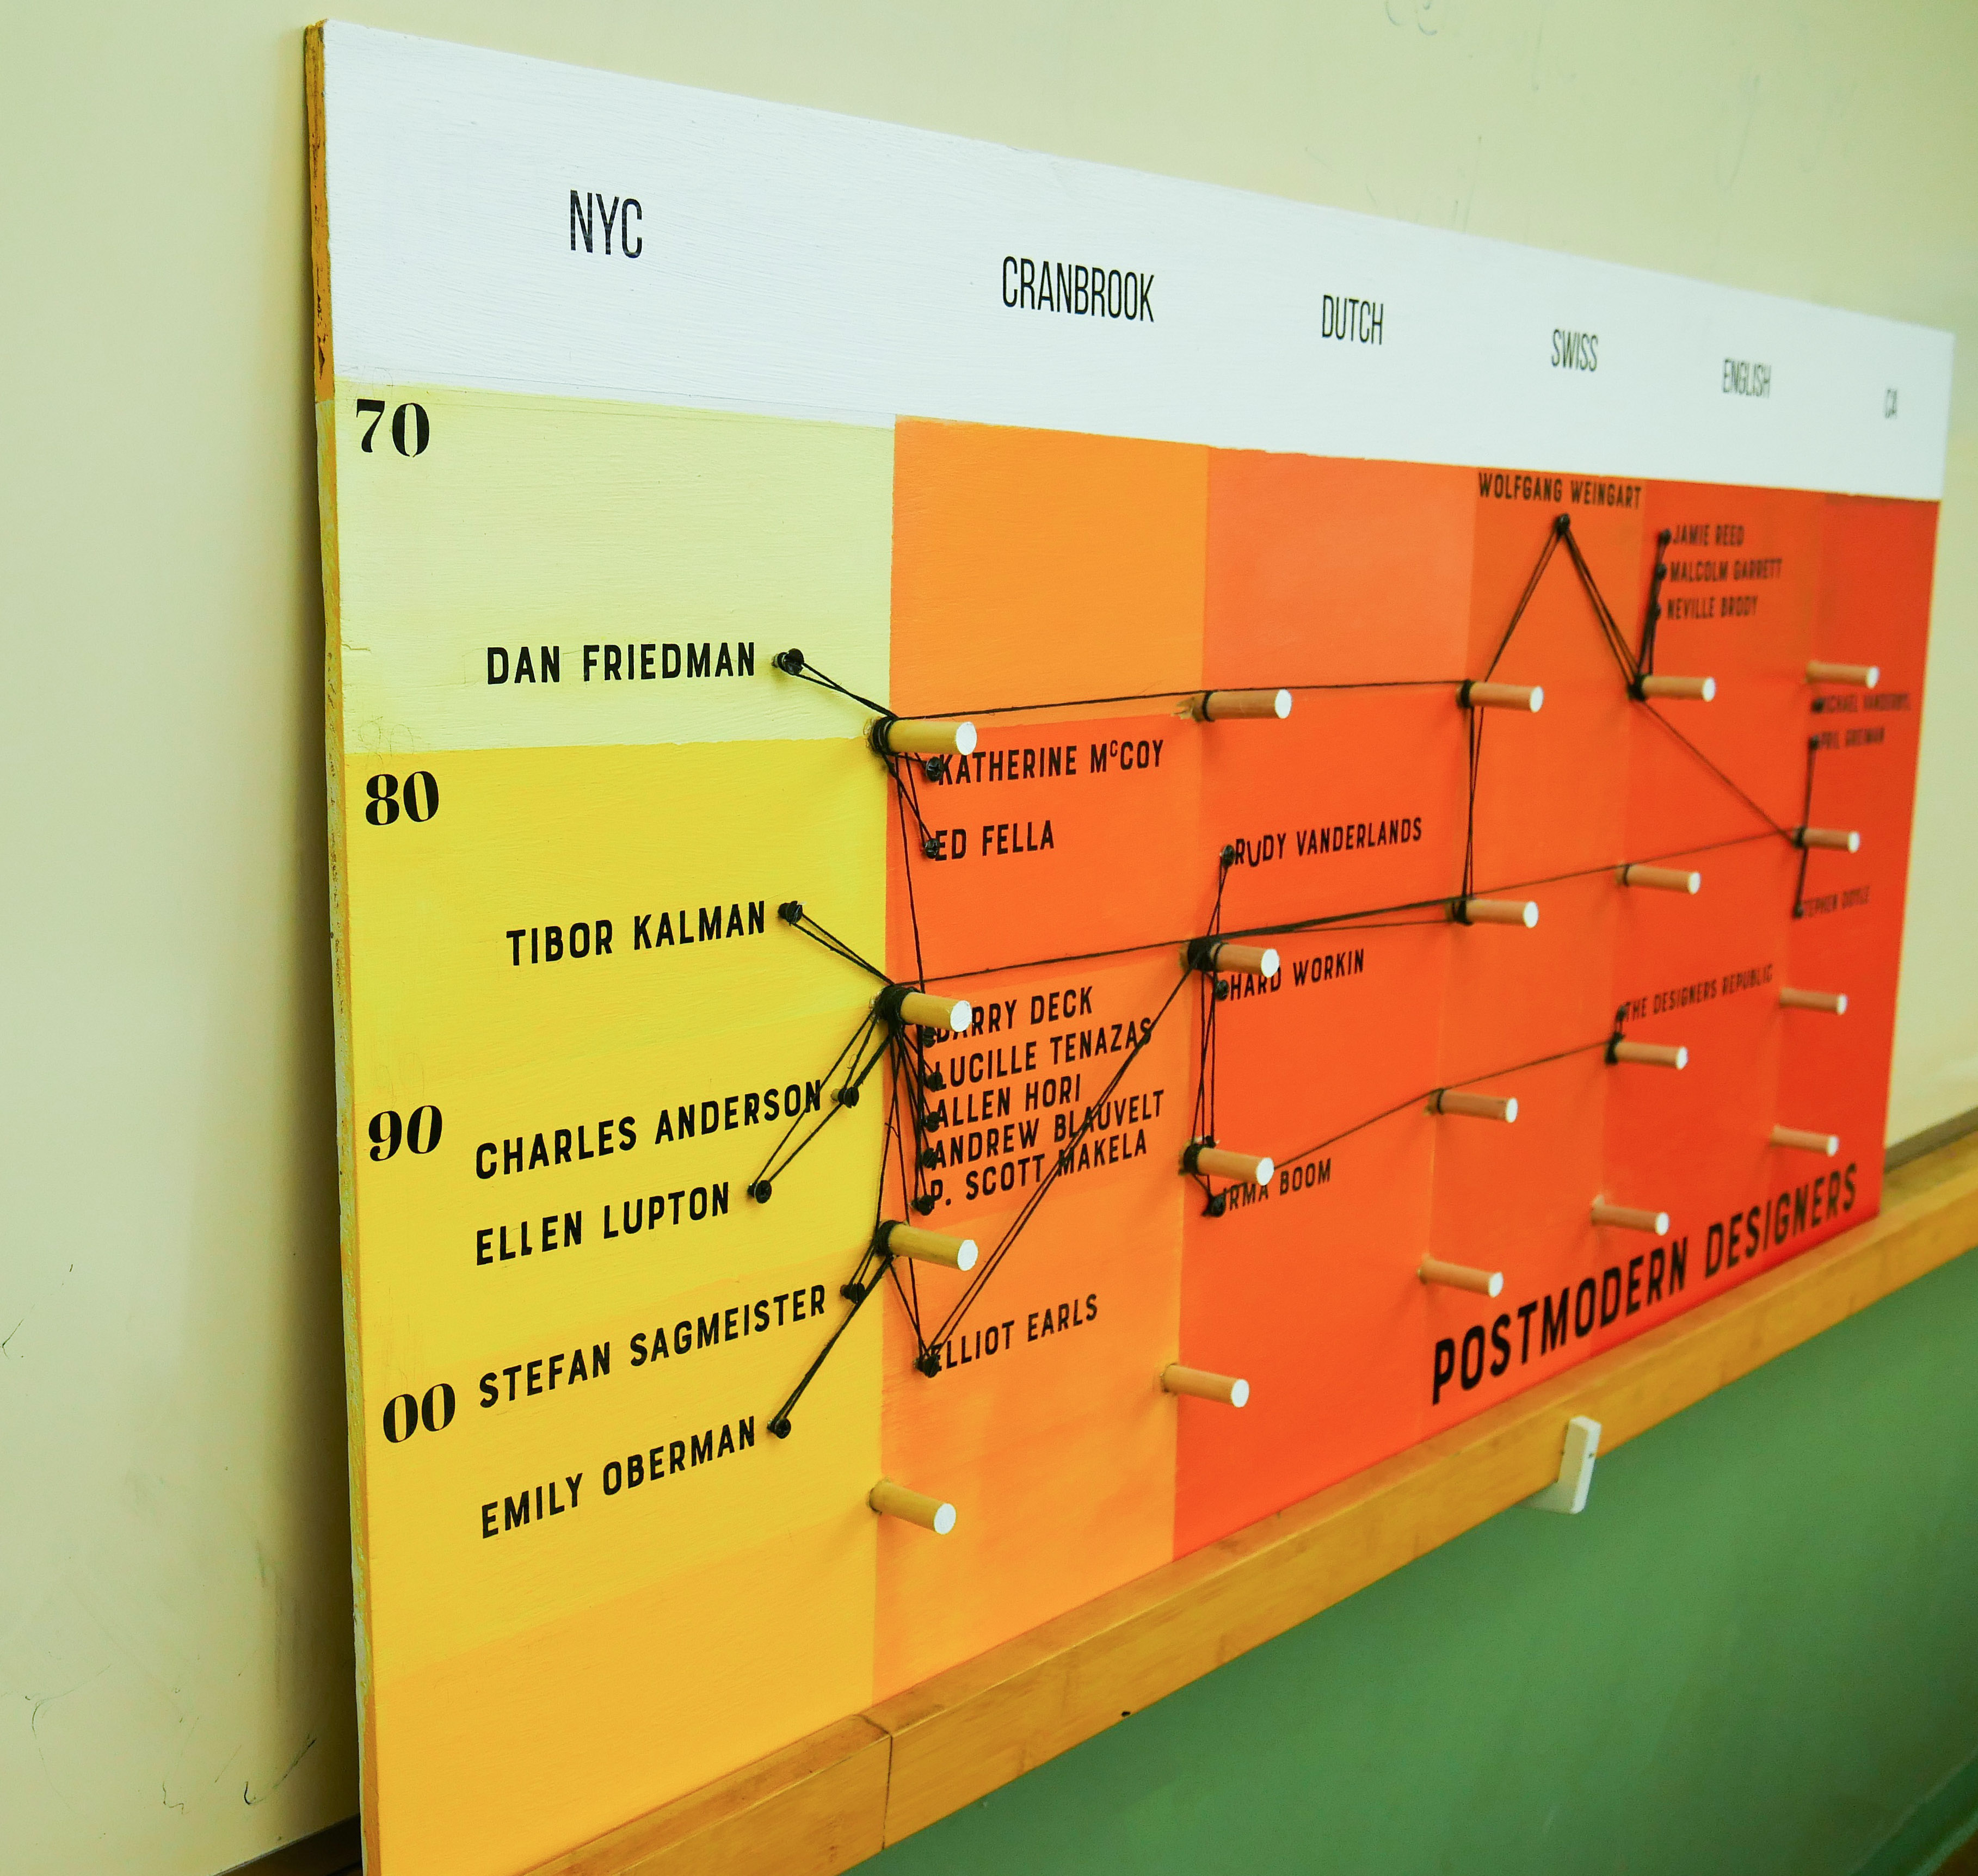 NYC
CRANBROOK
DUTCH
SWISS
ENGLISH
CA
70
DAN FRIEDMAN
80
TIBOR KALMAN
90
CHARLES ANDERSON
ELLEN LUPTON
STEFAN SAGMEISTER
00
EMILY OBERMAN
KATHERINE MCCOY
ED FELLA
BARRY DECK
LUCILLE TENAZAS
ALLEN HORI
ANDREW BLAUVELT
P. SCOTT MAKELA
ELLIOT EARLS
RUDY VANDERLANDS
HARD WORKIN
IRMA BOOM
WOLFGANG WEINGART
JAMIE REED
MALCOLM GARRETT
NEVILLE BRODY
THE DESIGNERS REPUBLIC
MICHAEL VANDERBYL
APRIL GREIMAN
STEPHEN DOYLE
POSTMODERN DESIGNERS